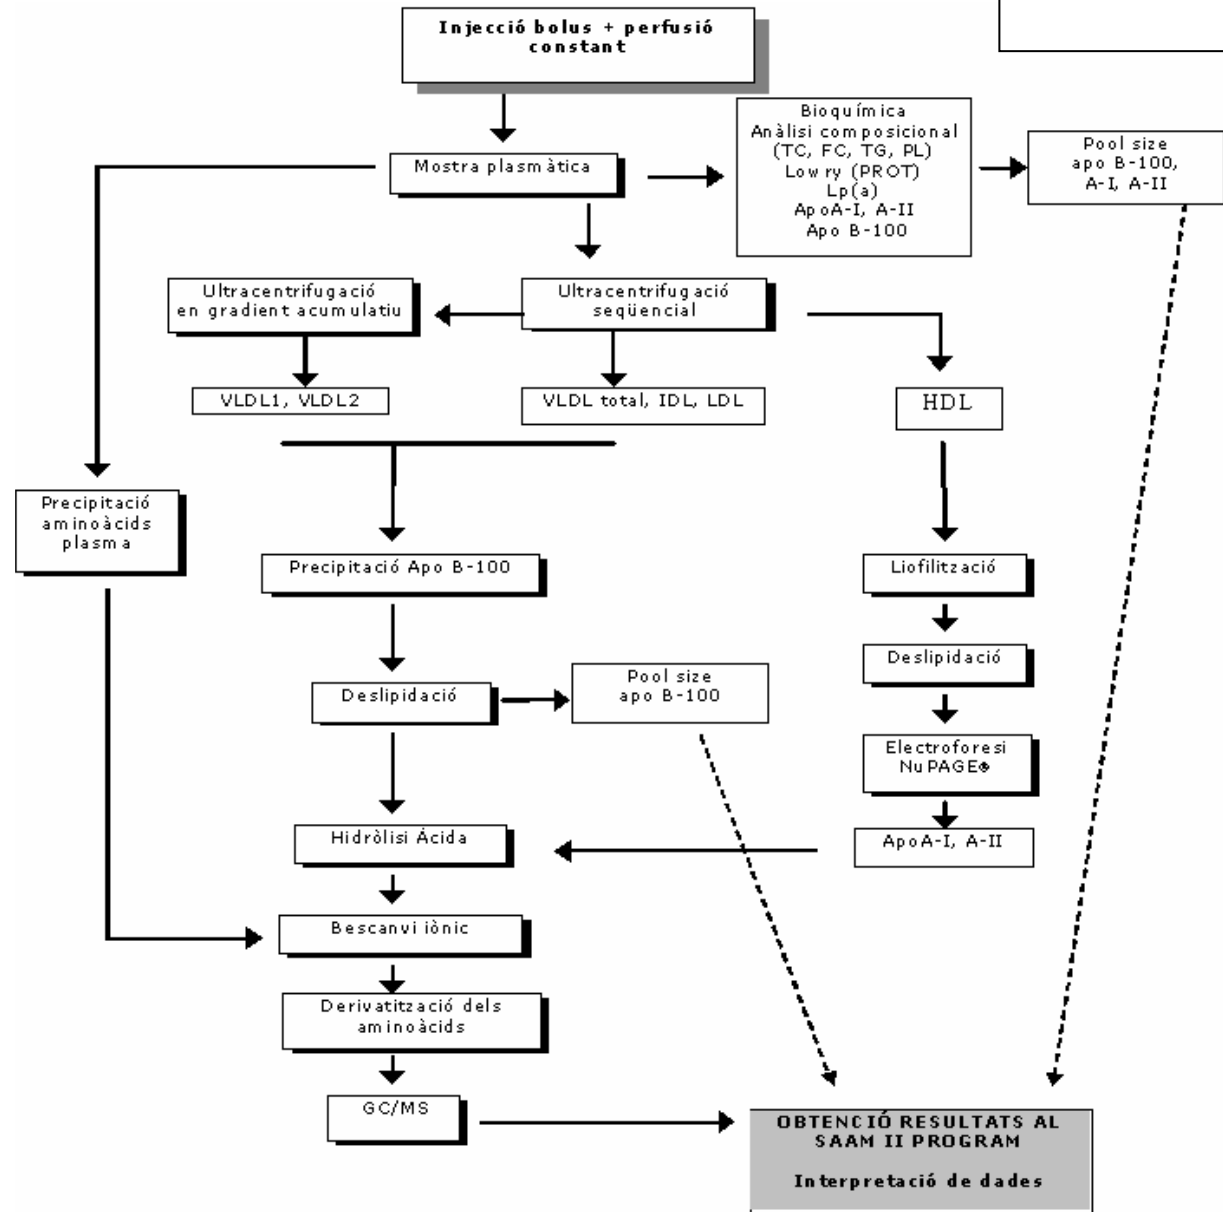 Injecció bolus + perfusió
constant
Mostra plasmàtica
Bioquímica
Anàlisi composicional
(TC, FC, TG, PL)
Lowry (PROT)
Lp(a)
ApoA-I, A-II
Apo B-100
Pool size
apo B-100,
A-I, A-II
Ultracentrifugació
en gradient acumulatiu
Ultracentrifugació
seqüencial
VLDL1, VLDL2
VLDL total, IDL, LDL
HDL
Precipitació
aminoàcids
plasma
Precipitació Apo B-100
Liofilització
Deslipidació
Deslipidació
Pool size
apo B-100
Electroforesi
NuPAGE®
Hidròlisi Àcida
ApoA-I, A-II
Bescanvi iònic
Derivatització dels
aminoàcids
GC/MS
OBTENCIÓ RESULTATS AL
SAAM II PROGRAM
Interpretació de dades